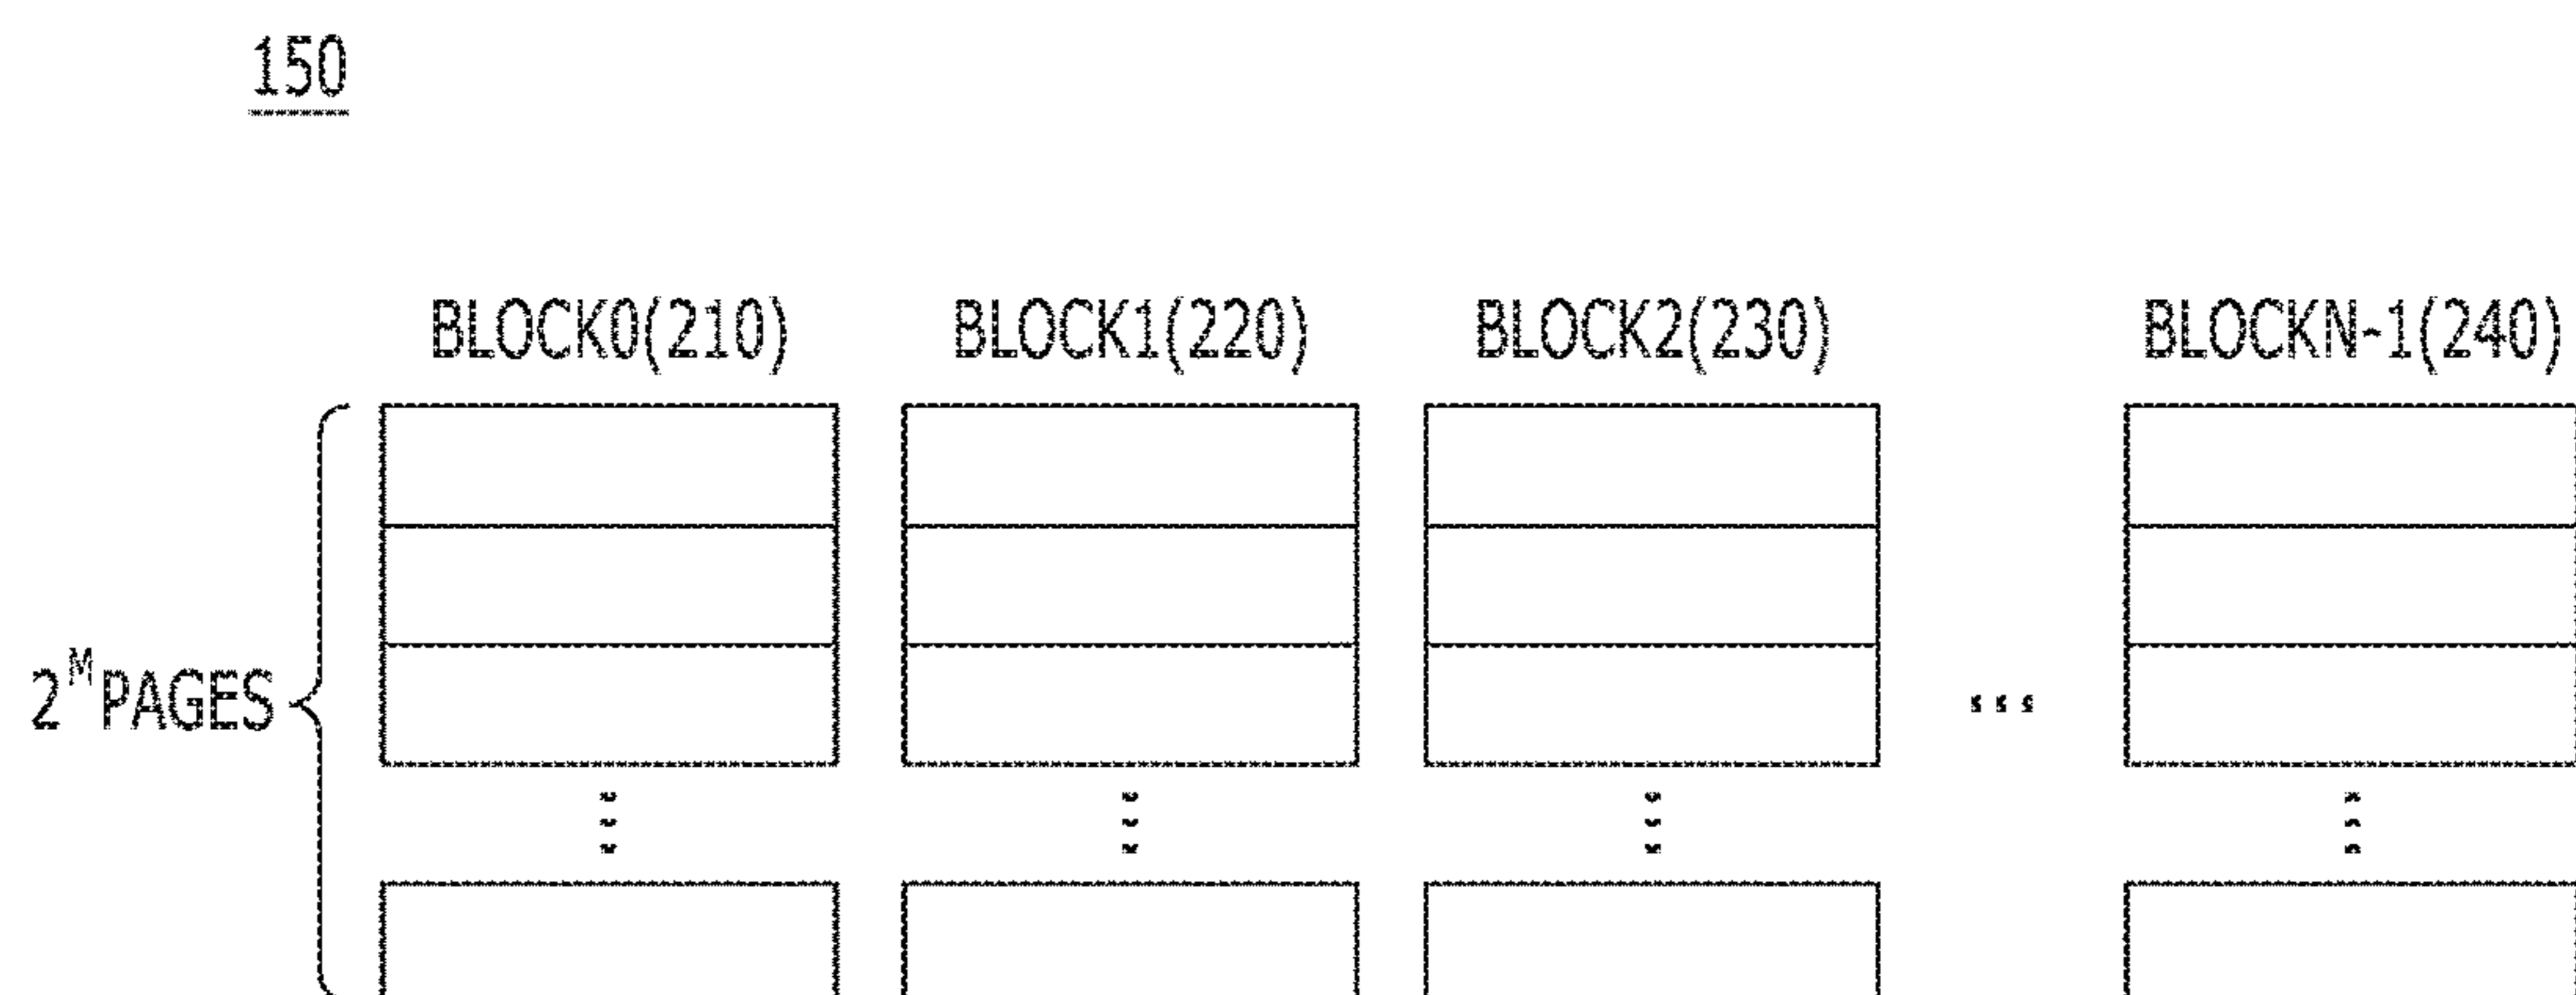 150
BLOCK0(210) BLOCK1(220) BLOCK2(230) BLOCKN-1(240)
2^M PAGES
...